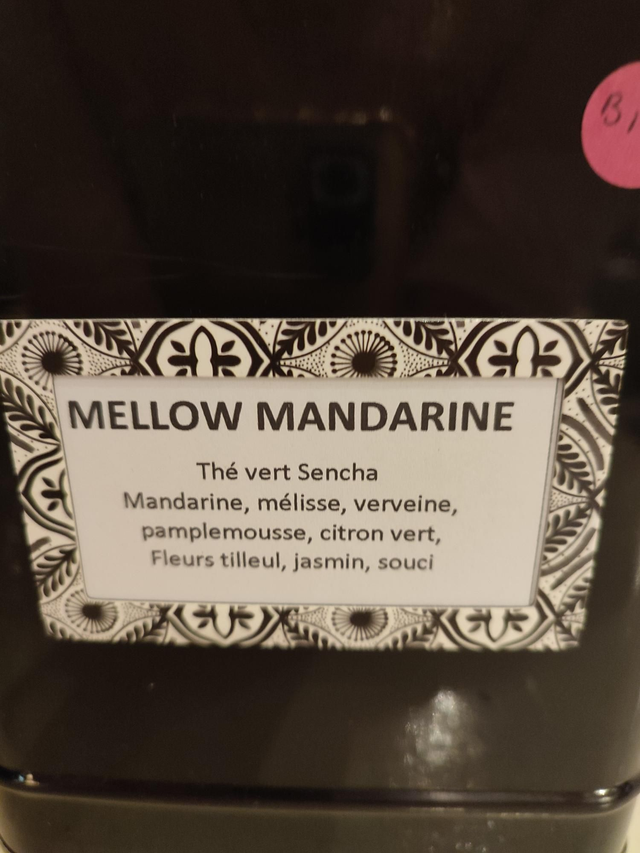 MELLOW MANDARINE
Thé vert Sencha
Mandarine, mélisse, verveine,
pamplemousse, citron vert,
Fleurs tilleul, jasmin, souci